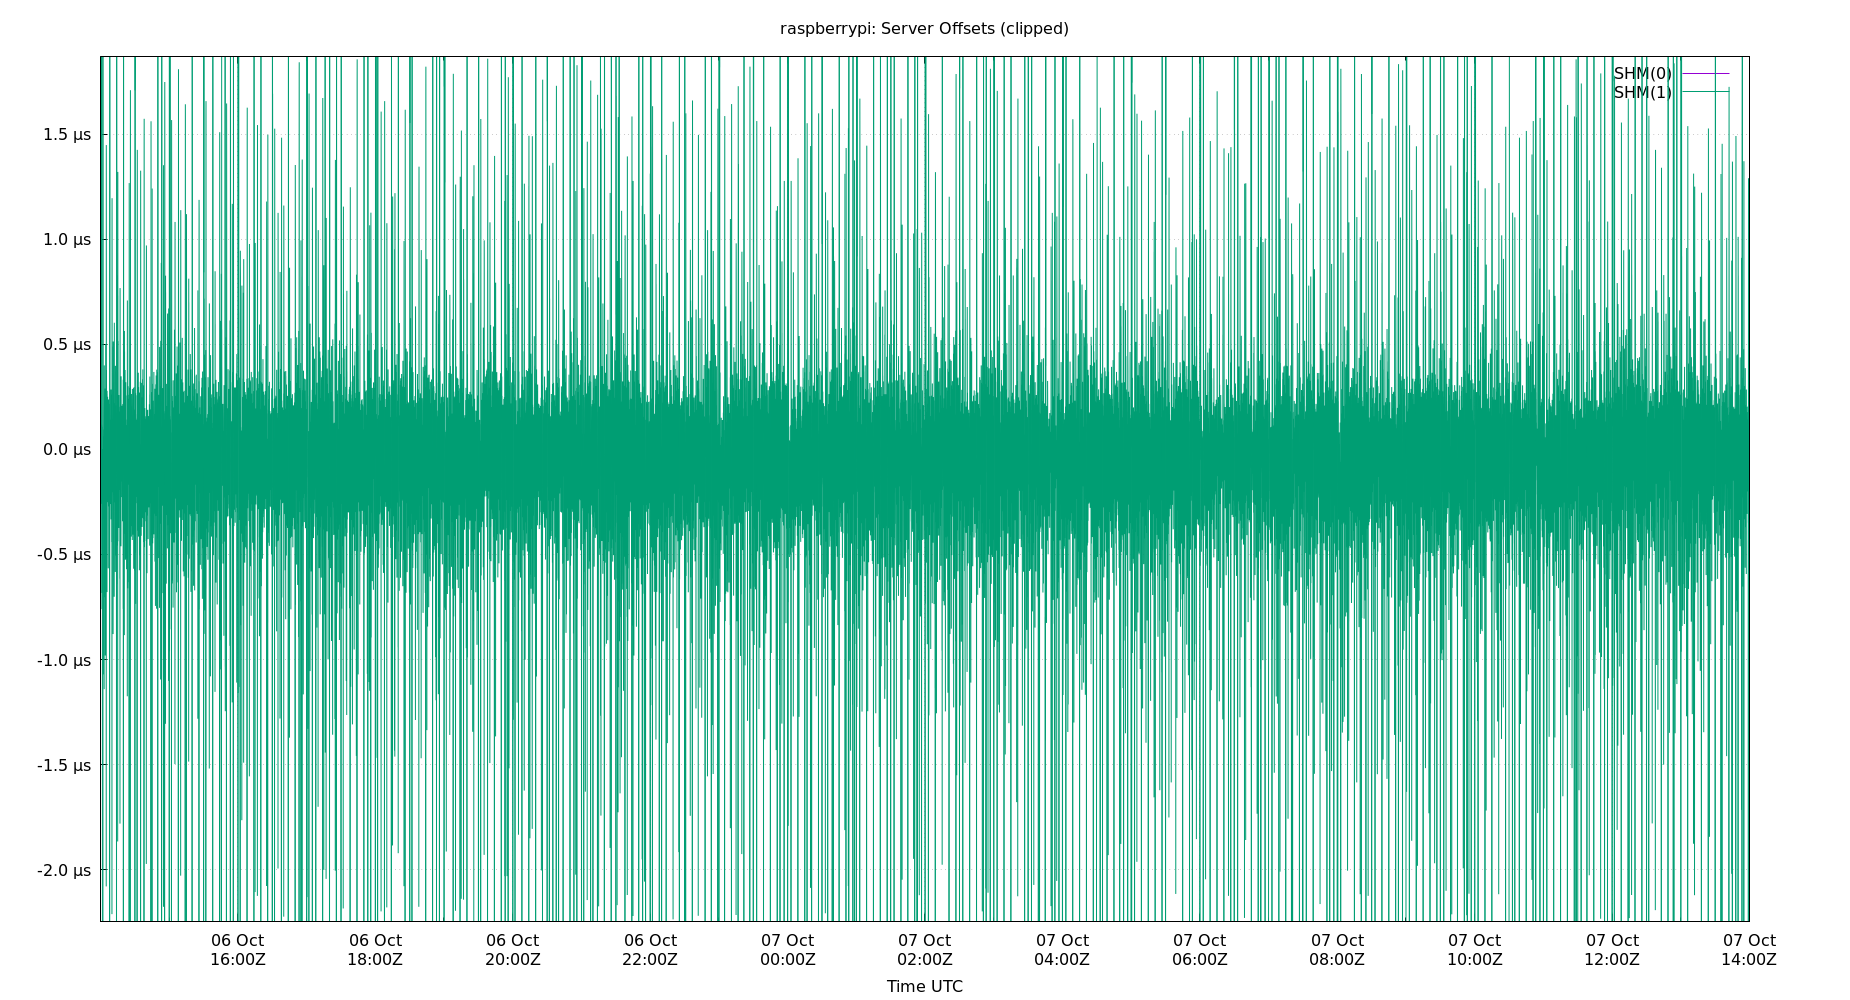 raspberrypi: Server Offsets (clipped)
SHM(0)
SHM(1)
1.5 µs
1.0 µs
0.5 µs
0.0 µs
-0.5 µs
-1.0 µs
-1.5 µs
-2.0 µs
06 Oct 06 Oct 06 Oct 06 Oct 07 Oct 07 Oct 07 Oct 07 Oct 07 Oct 07 Oct 07 Oct 07 Oct
16:00Z 18:00Z 20:00Z 22:00Z 00:00Z 02:00Z 04:00Z 06:00Z 08:00Z 10:00Z 12:00Z 14:00Z
Time UTC